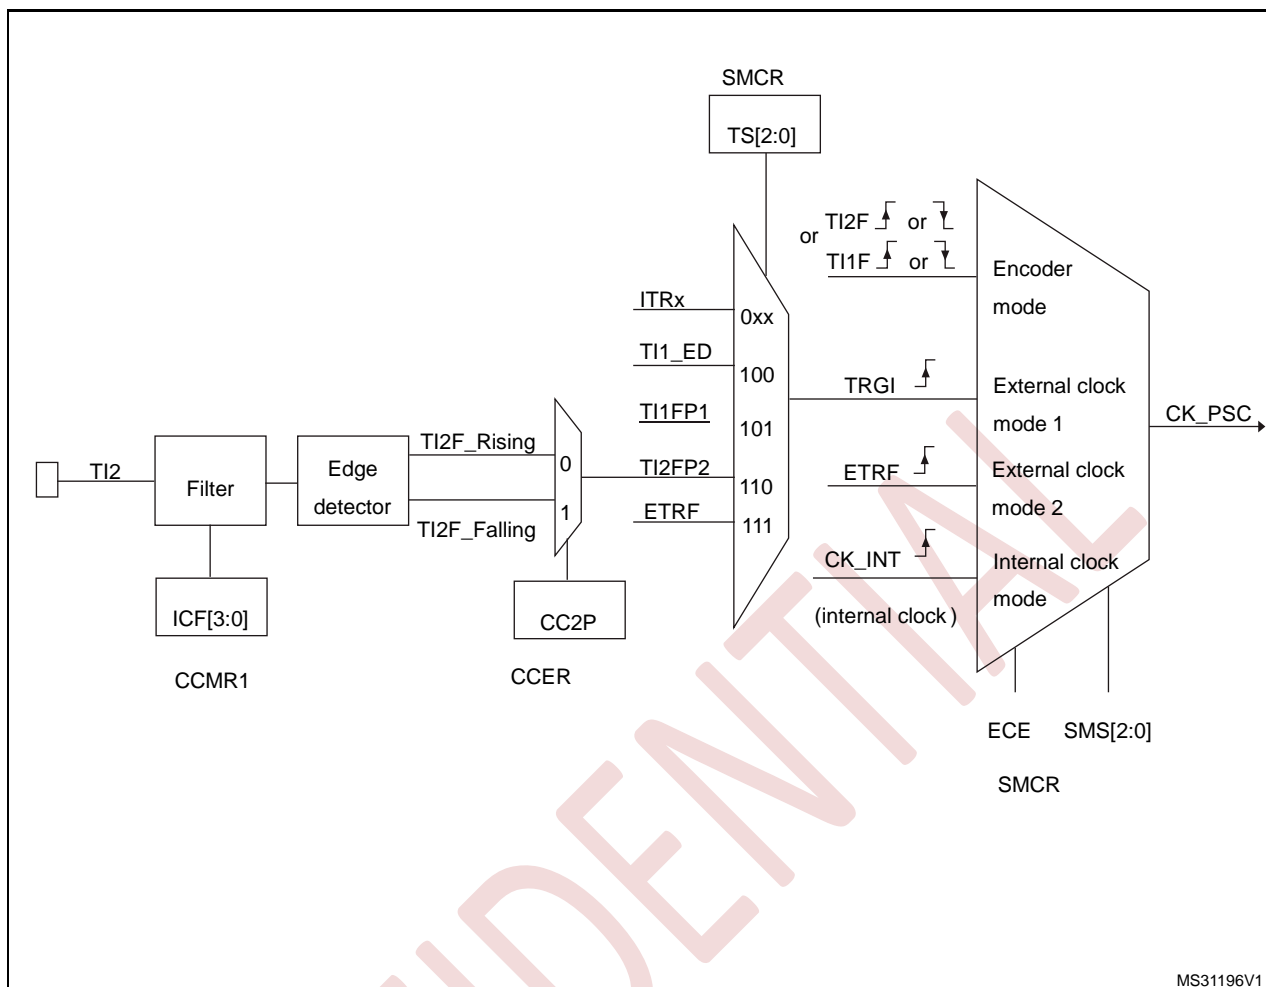 SMCR
TS[2:0]
or TI2F or
TI1F or
Encoder
mode
ITRx
0xx
TI1_ED
100
TRGI
External clock
mode 1
CK_PSC
TI1FP1
101
TI2F_Rising
0
TI2FP2
110
ETRF
External clock
mode 2
TI2
Filter
Edge
detector
TI2F_Falling
1
ETRF
111
CK_INT
Internal clock
mode
(internal clock )
ICF[3:0]
CC2P
CCMR1
CCER
ECE
SMS[2:0]
SMCR
IDENTIAL
MS31196V1